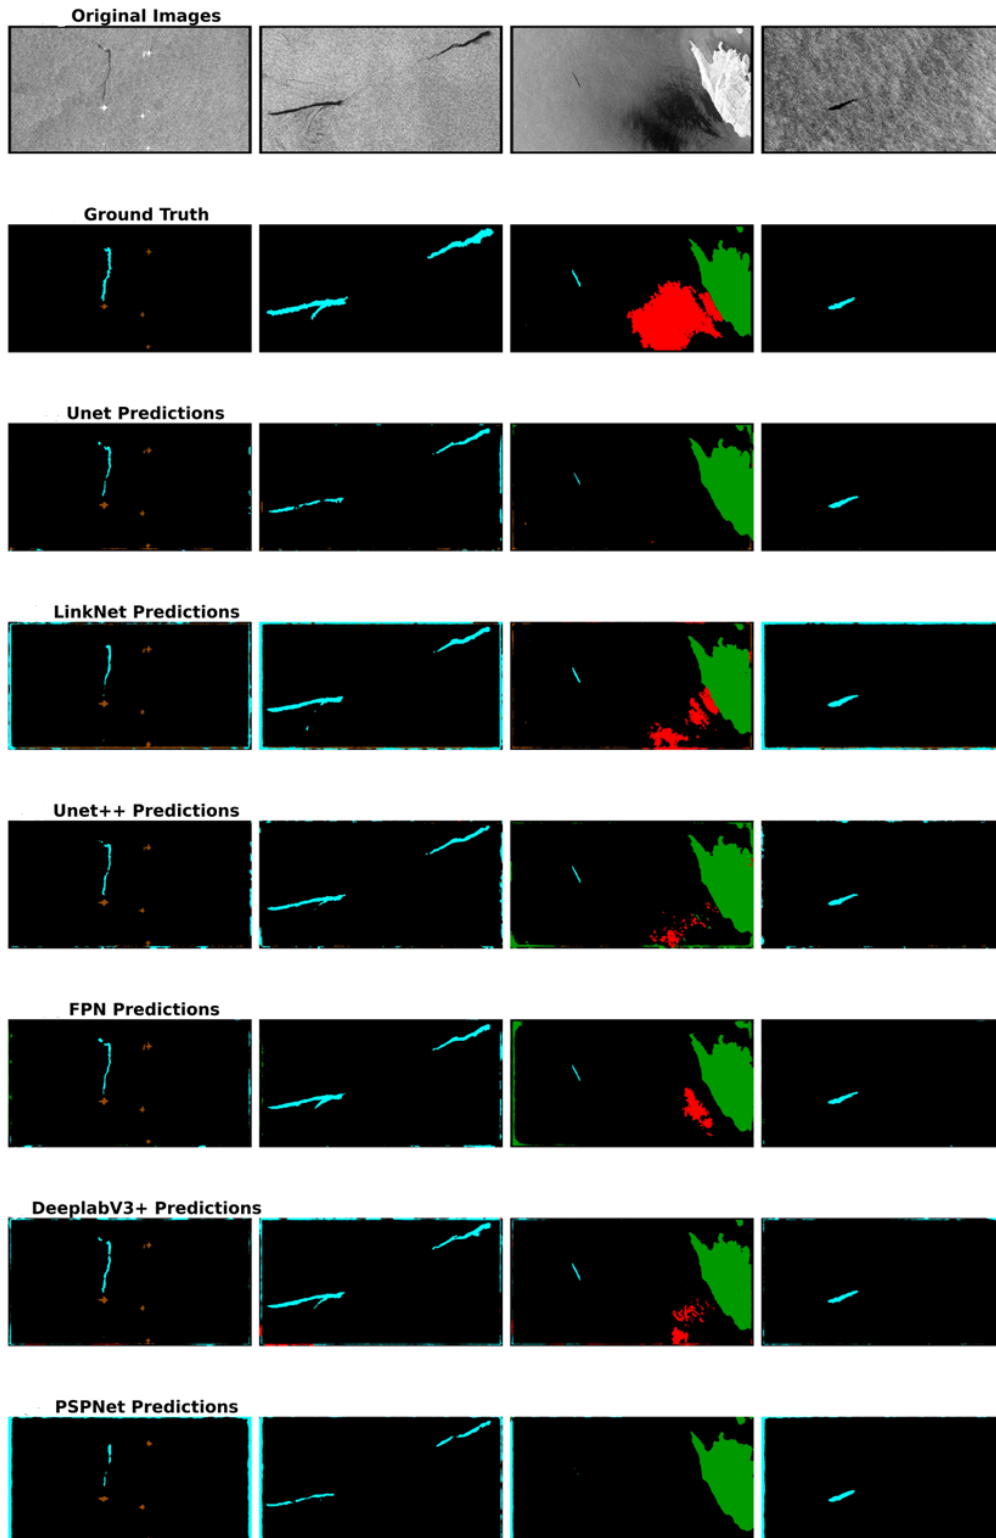 Original Images
Ground Truth
Unet Predictions
LinkNet Predictions
Unet++ Predictions
FPN Predictions
DeeplabV3+ Predictions
PSPNet Predictions